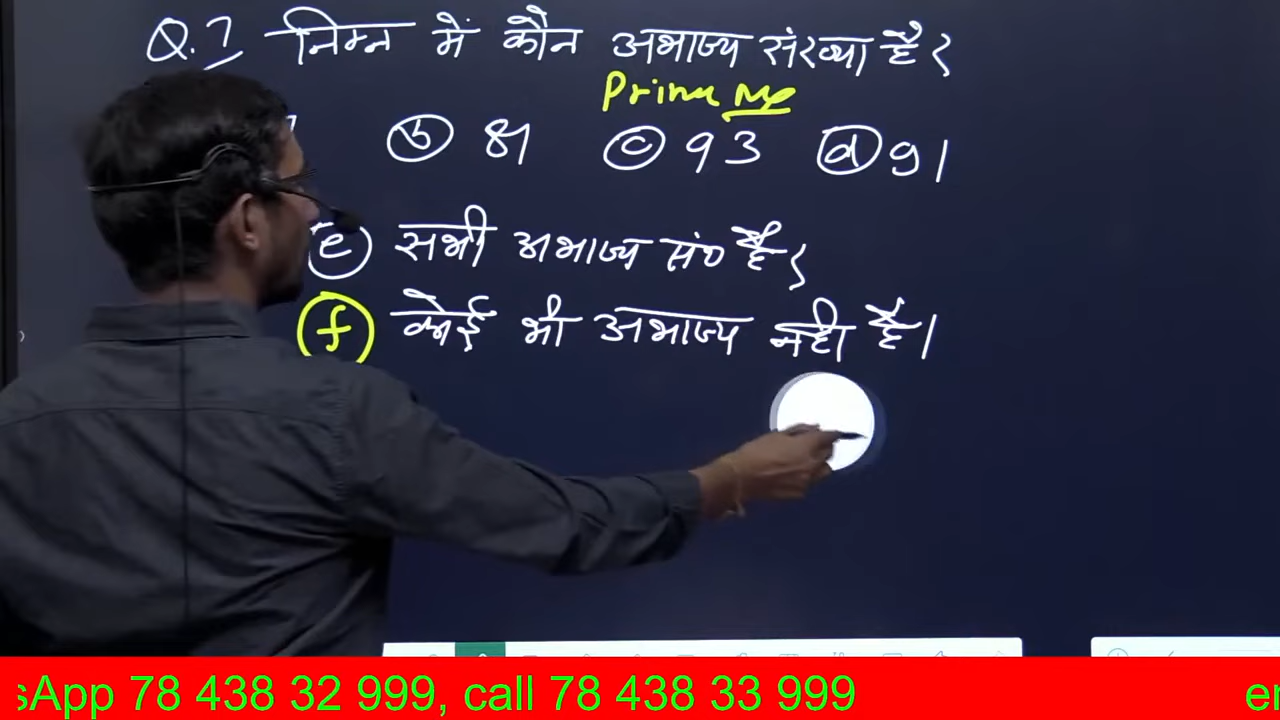 Q.7 निम्न में कौन अभाज्य संख्या है?
Prime No
(b) 81 (c) 93 (d) 91
(e) सभी अभाज्य सं० है।
(f) कोई भी अभाज्य नही है।
sApp 78 438 32 999, call 78 438 33 999